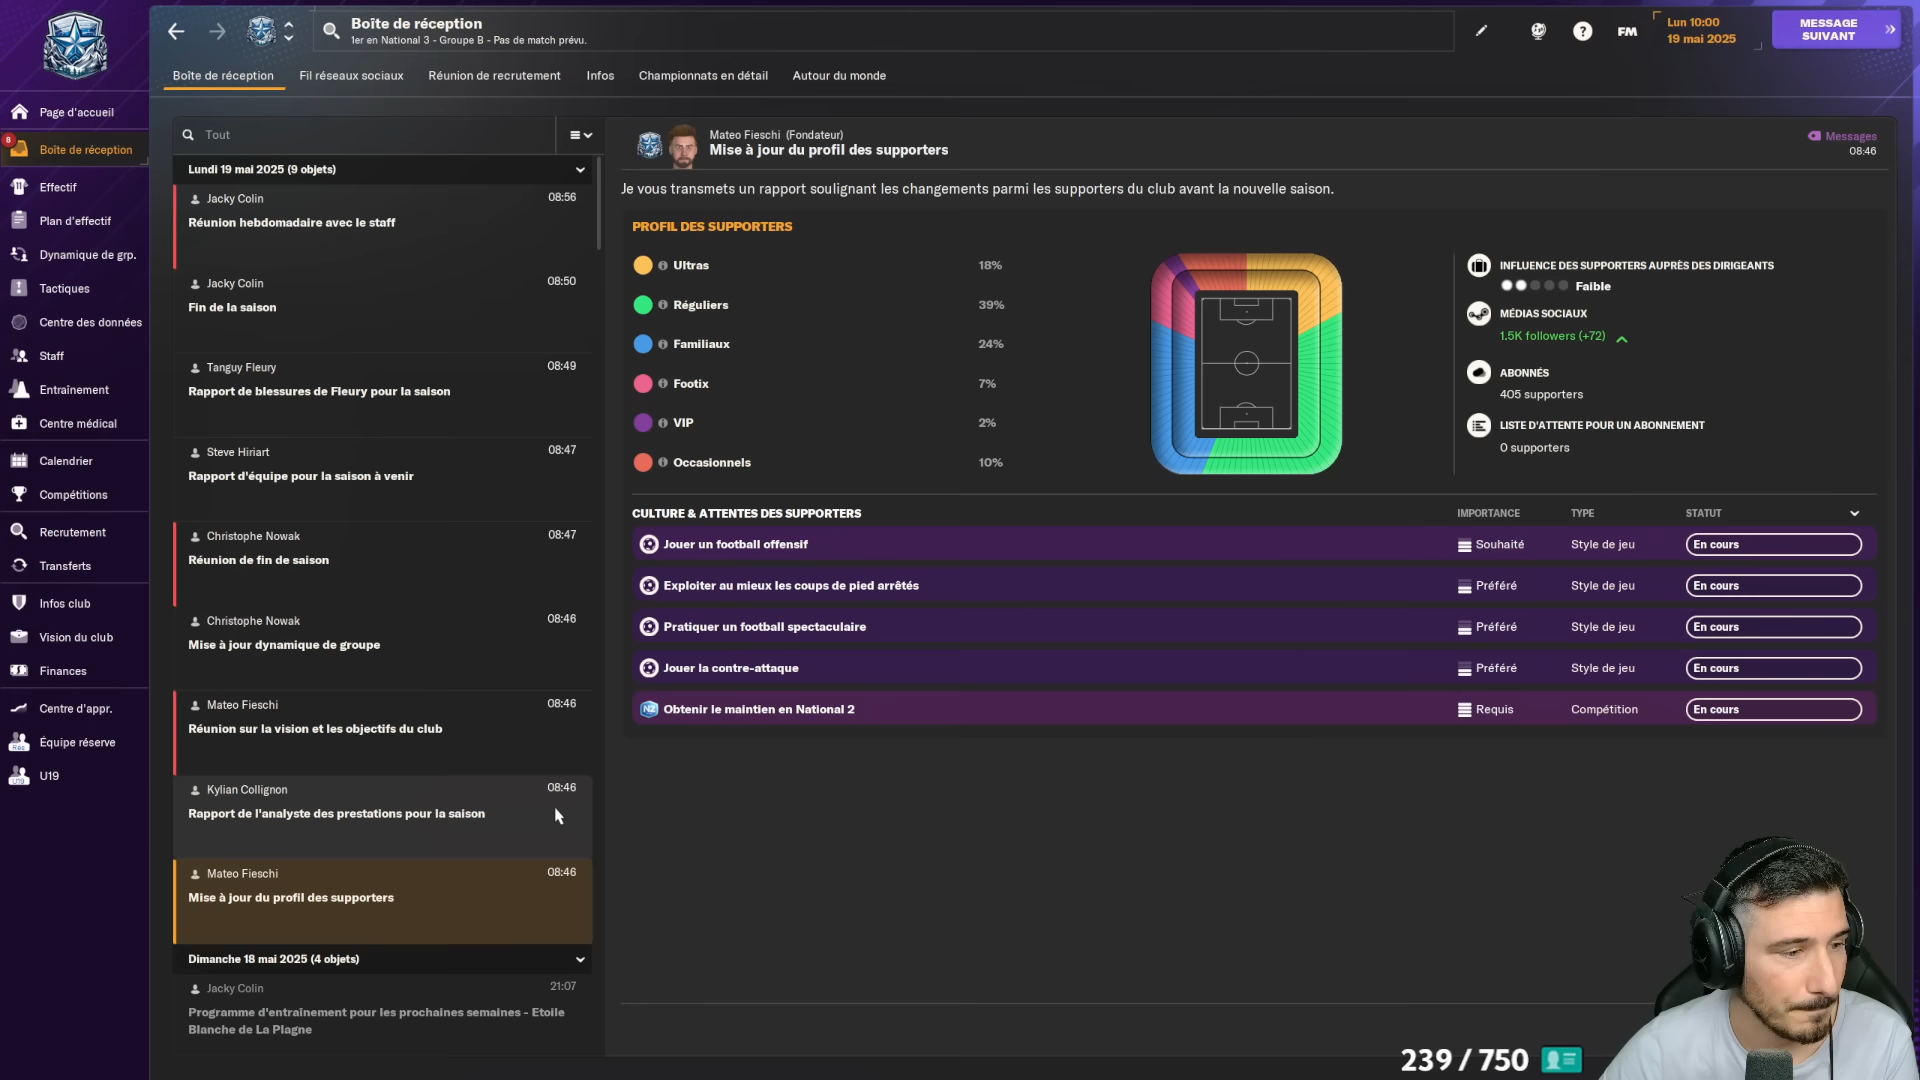 Boîte de réception
1er en National 3 - Groupe B - Pas de match prévu.
FM
Lun 10:00
19 mai 2025
MESSAGE
SUIVANT
Boîte de réception
Fil réseaux sociaux
Réunion de recrutement
Infos
Championnats en détail
Autour du monde
Page d'accueil
8
Boîte de réception
Effectif
Plan d'effectif
Dynamique de grp.
Tactiques
Centre des données
Staff
Entraînement
Centre médical
Calendrier
Compétitions
Recrutement
Transferts
Infos club
Vision du club
Finances
Centre d'appr.
Équipe réserve
U19
Tout
Lundi 19 mai 2025 (9 objets)
Jacky Colin 08:56
Réunion hebdomadaire avec le staff
Jacky Colin 08:50
Fin de la saison
Tanguy Fleury 08:49
Rapport de blessures de Fleury pour la saison
Steve Hiriart 08:47
Rapport d'équipe pour la saison à venir
Christophe Nowak 08:47
Réunion de fin de saison
Christophe Nowak 08:46
Mise à jour dynamique de groupe
Mateo Fieschi 08:46
Réunion sur la vision et les objectifs du club
Kylian Collignon 08:46
Rapport de l'analyste des prestations pour la saison
Mateo Fieschi 08:46
Mise à jour du profil des supporters
Dimanche 18 mai 2025 (4 objets)
Jacky Colin 21:07
Programme d'entraînement pour les prochaines semaines - Etoile
Blanche de La Plagne
Mateo Fieschi (Fondateur)
Mise à jour du profil des supporters
Messages
08:46
Je vous transmets un rapport soulignant les changements parmi les supporters du club avant la nouvelle saison.
PROFIL DES SUPPORTERS
Ultras 18%
Réguliers 39%
Familiaux 24%
Footix 7%
VIP 2%
Occasionnels 10%
INFLUENCE DES SUPPORTERS AUPRÈS DES DIRIGEANTS
Faible
MÉDIAS SOCIAUX
1.5K followers (+72)
ABONNÉS
405 supporters
LISTE D'ATTENTE POUR UN ABONNEMENT
0 supporters
CULTURE & ATTENTES DES SUPPORTERS IMPORTANCE TYPE STATUT
Jouer un football offensif Souhaité Style de jeu En cours
Exploiter au mieux les coups de pied arrêtés Préféré Style de jeu En cours
Pratiquer un football spectaculaire Préféré Style de jeu En cours
Jouer la contre-attaque Préféré Style de jeu En cours
N2 Obtenir le maintien en National 2 Requis Compétition En cours
239 / 750